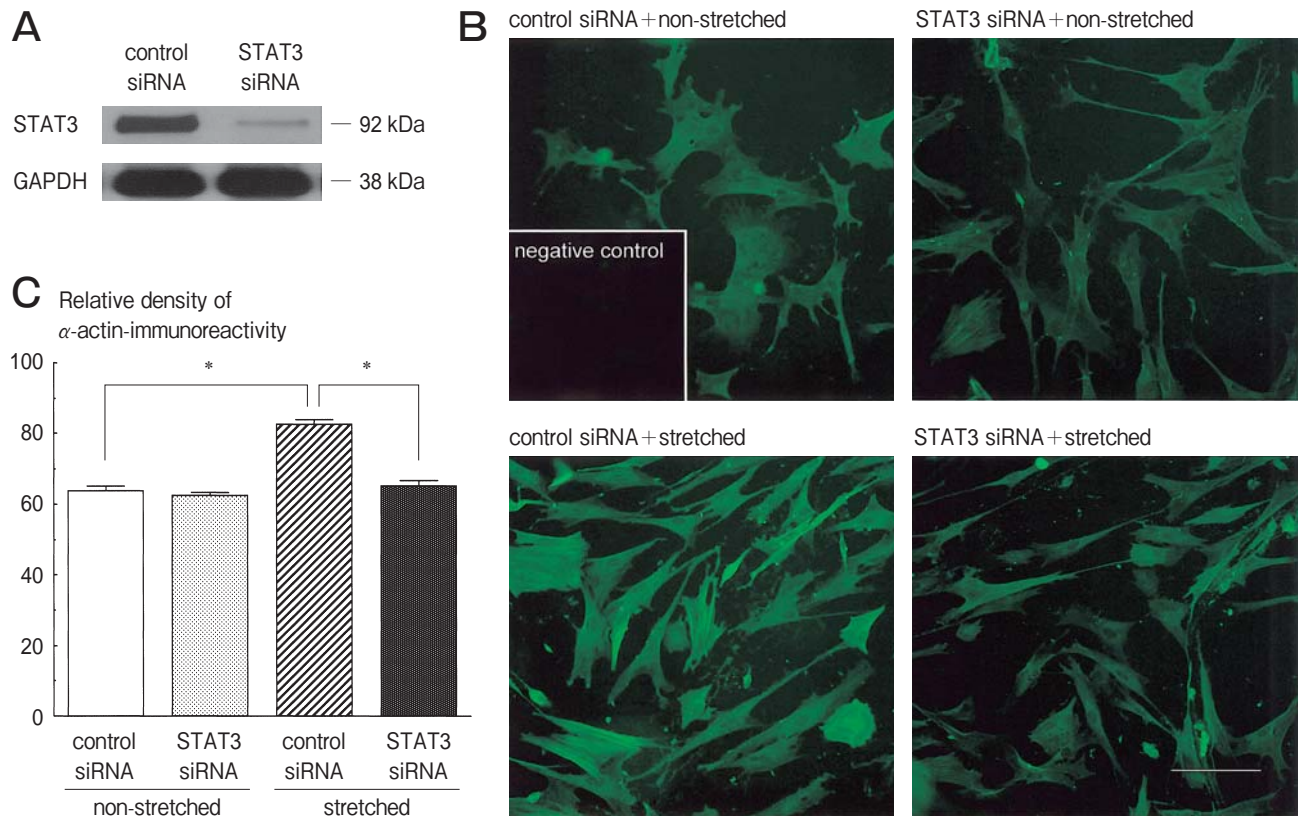 A
control siRNA
STAT3 siRNA
STAT3
— 92 kDa
GAPDH
— 38 kDa
B
control siRNA+non-stretched
STAT3 siRNA+non-stretched
negative control
control siRNA+stretched
STAT3 siRNA+stretched
C
Relative density of
α-actin-immunoreactivity
100
80
60
40
20
0
*
*
control siRNA
STAT3 siRNA
control siRNA
STAT3 siRNA
non-stretched
stretched